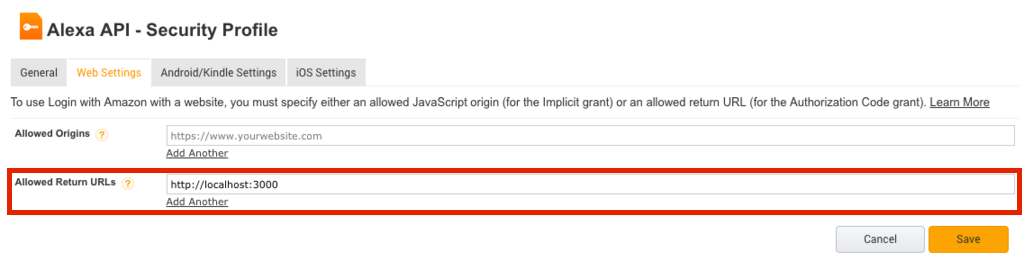 Alexa API - Security Profile
General Web Settings Android/Kindle Settings iOS Settings
To use Login with Amazon with a website, you must specify either an allowed JavaScript origin (for the Implicit grant) or an allowed return URL (for the Authorization Code grant). Learn More
Allowed Origins ? https://www.yourwebsite.com
Add Another
Allowed Return URLs ? http://localhost:3000
Add Another
Cancel Save